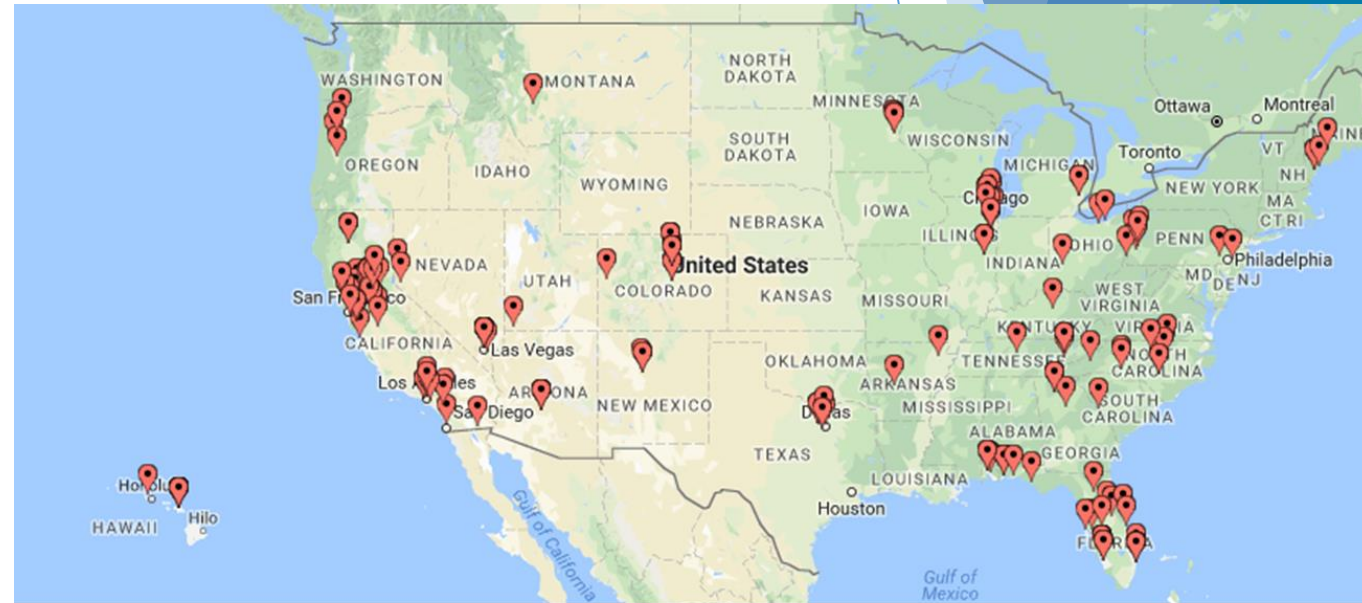 WASHINGTON
MONTANA
NORTH
DAKOTA
MINNESOTA
Ottawa
Montreal
OREGON
IDAHO
SOUTH
DAKOTA
WISCONSIN
MICHIGAN
Toronto
VT
NH
WYOMING
NEW YORK
MA
CT RI
IOWA
NEBRASKA
ILLINOIS
OHIO
PENN
NEVADA
UTAH
COLORADO
United States
INDIANA
Philadelphia
MD
DE
NJ
KANSAS
MISSOURI
WEST
VIRGINIA
CALIFORNIA
Las Vegas
KENTUCKY
VIRGINIA
OKLAHOMA
TENNESSEE
NORTH
CAROLINA
ARIZONA
NEW MEXICO
ARKANSAS
San Diego
MISSISSIPPI
SOUTH
CAROLINA
TEXAS
ALABAMA
GEORGIA
LOUISIANA
Houston
HAWAII
Hilo
Gulf of California
Gulf of
Mexico